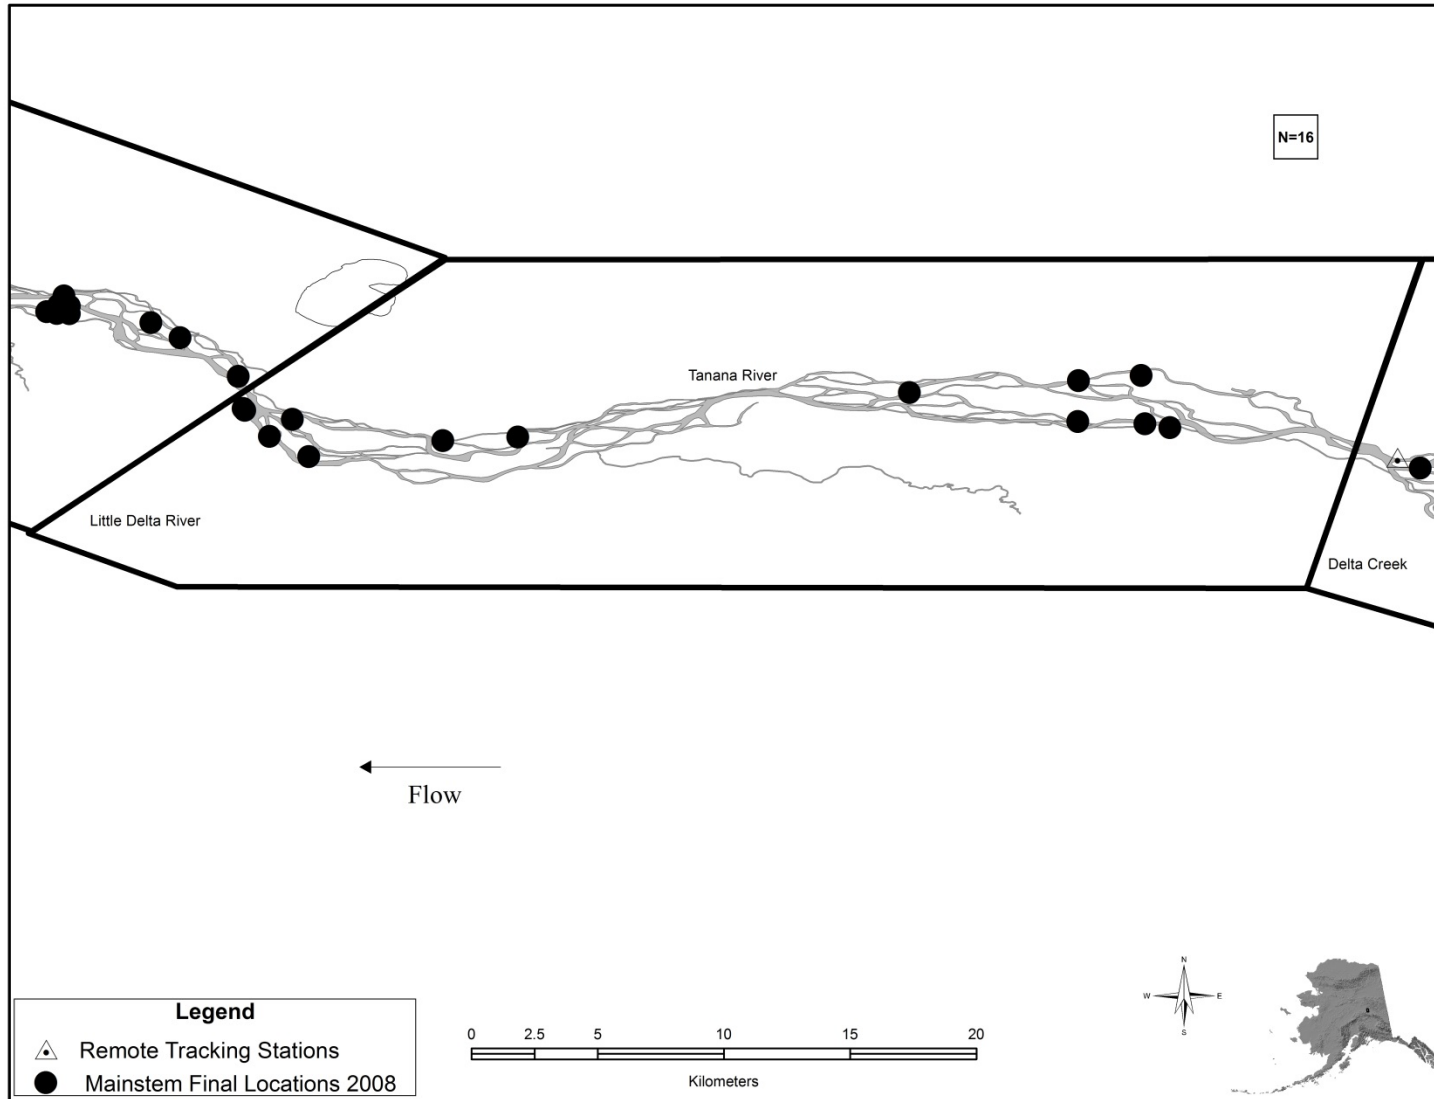 N=16
Tanana River
Little Delta River
Delta Creek
Flow
Legend
Remote Tracking Stations
Mainstem Final Locations 2008
0 2.5 5 10 15 20
Kilometers
N
W E
S